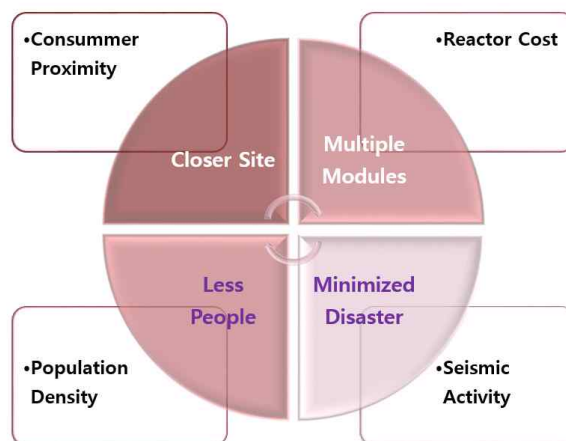 •Consummer
Proximity
•Reactor Cost
Closer Site
Multiple
Modules
Less
People
Minimized
Disaster
•Population
Density
•Seismic
Activity